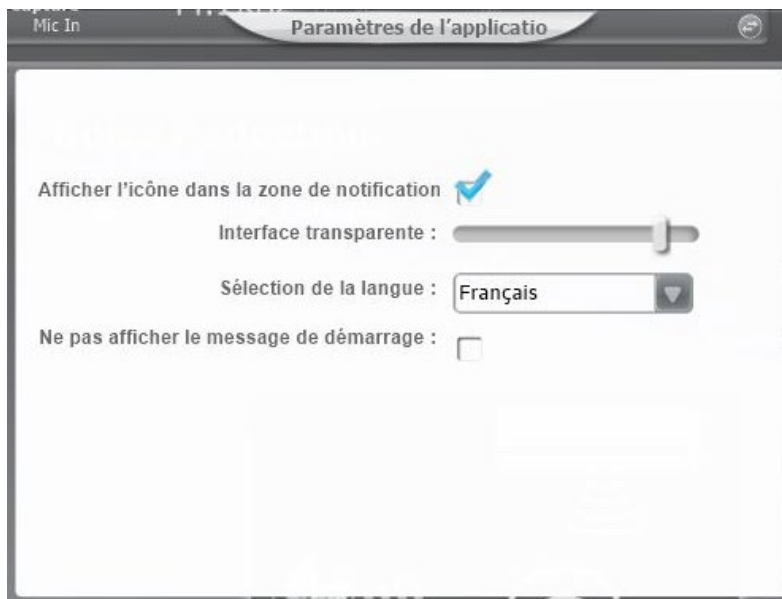 Mic In
Paramètres de l'applicatio
Afficher l'icône dans la zone de notification
Interface transparente :
Sélection de la langue : Français
Ne pas afficher le message de démarrage :